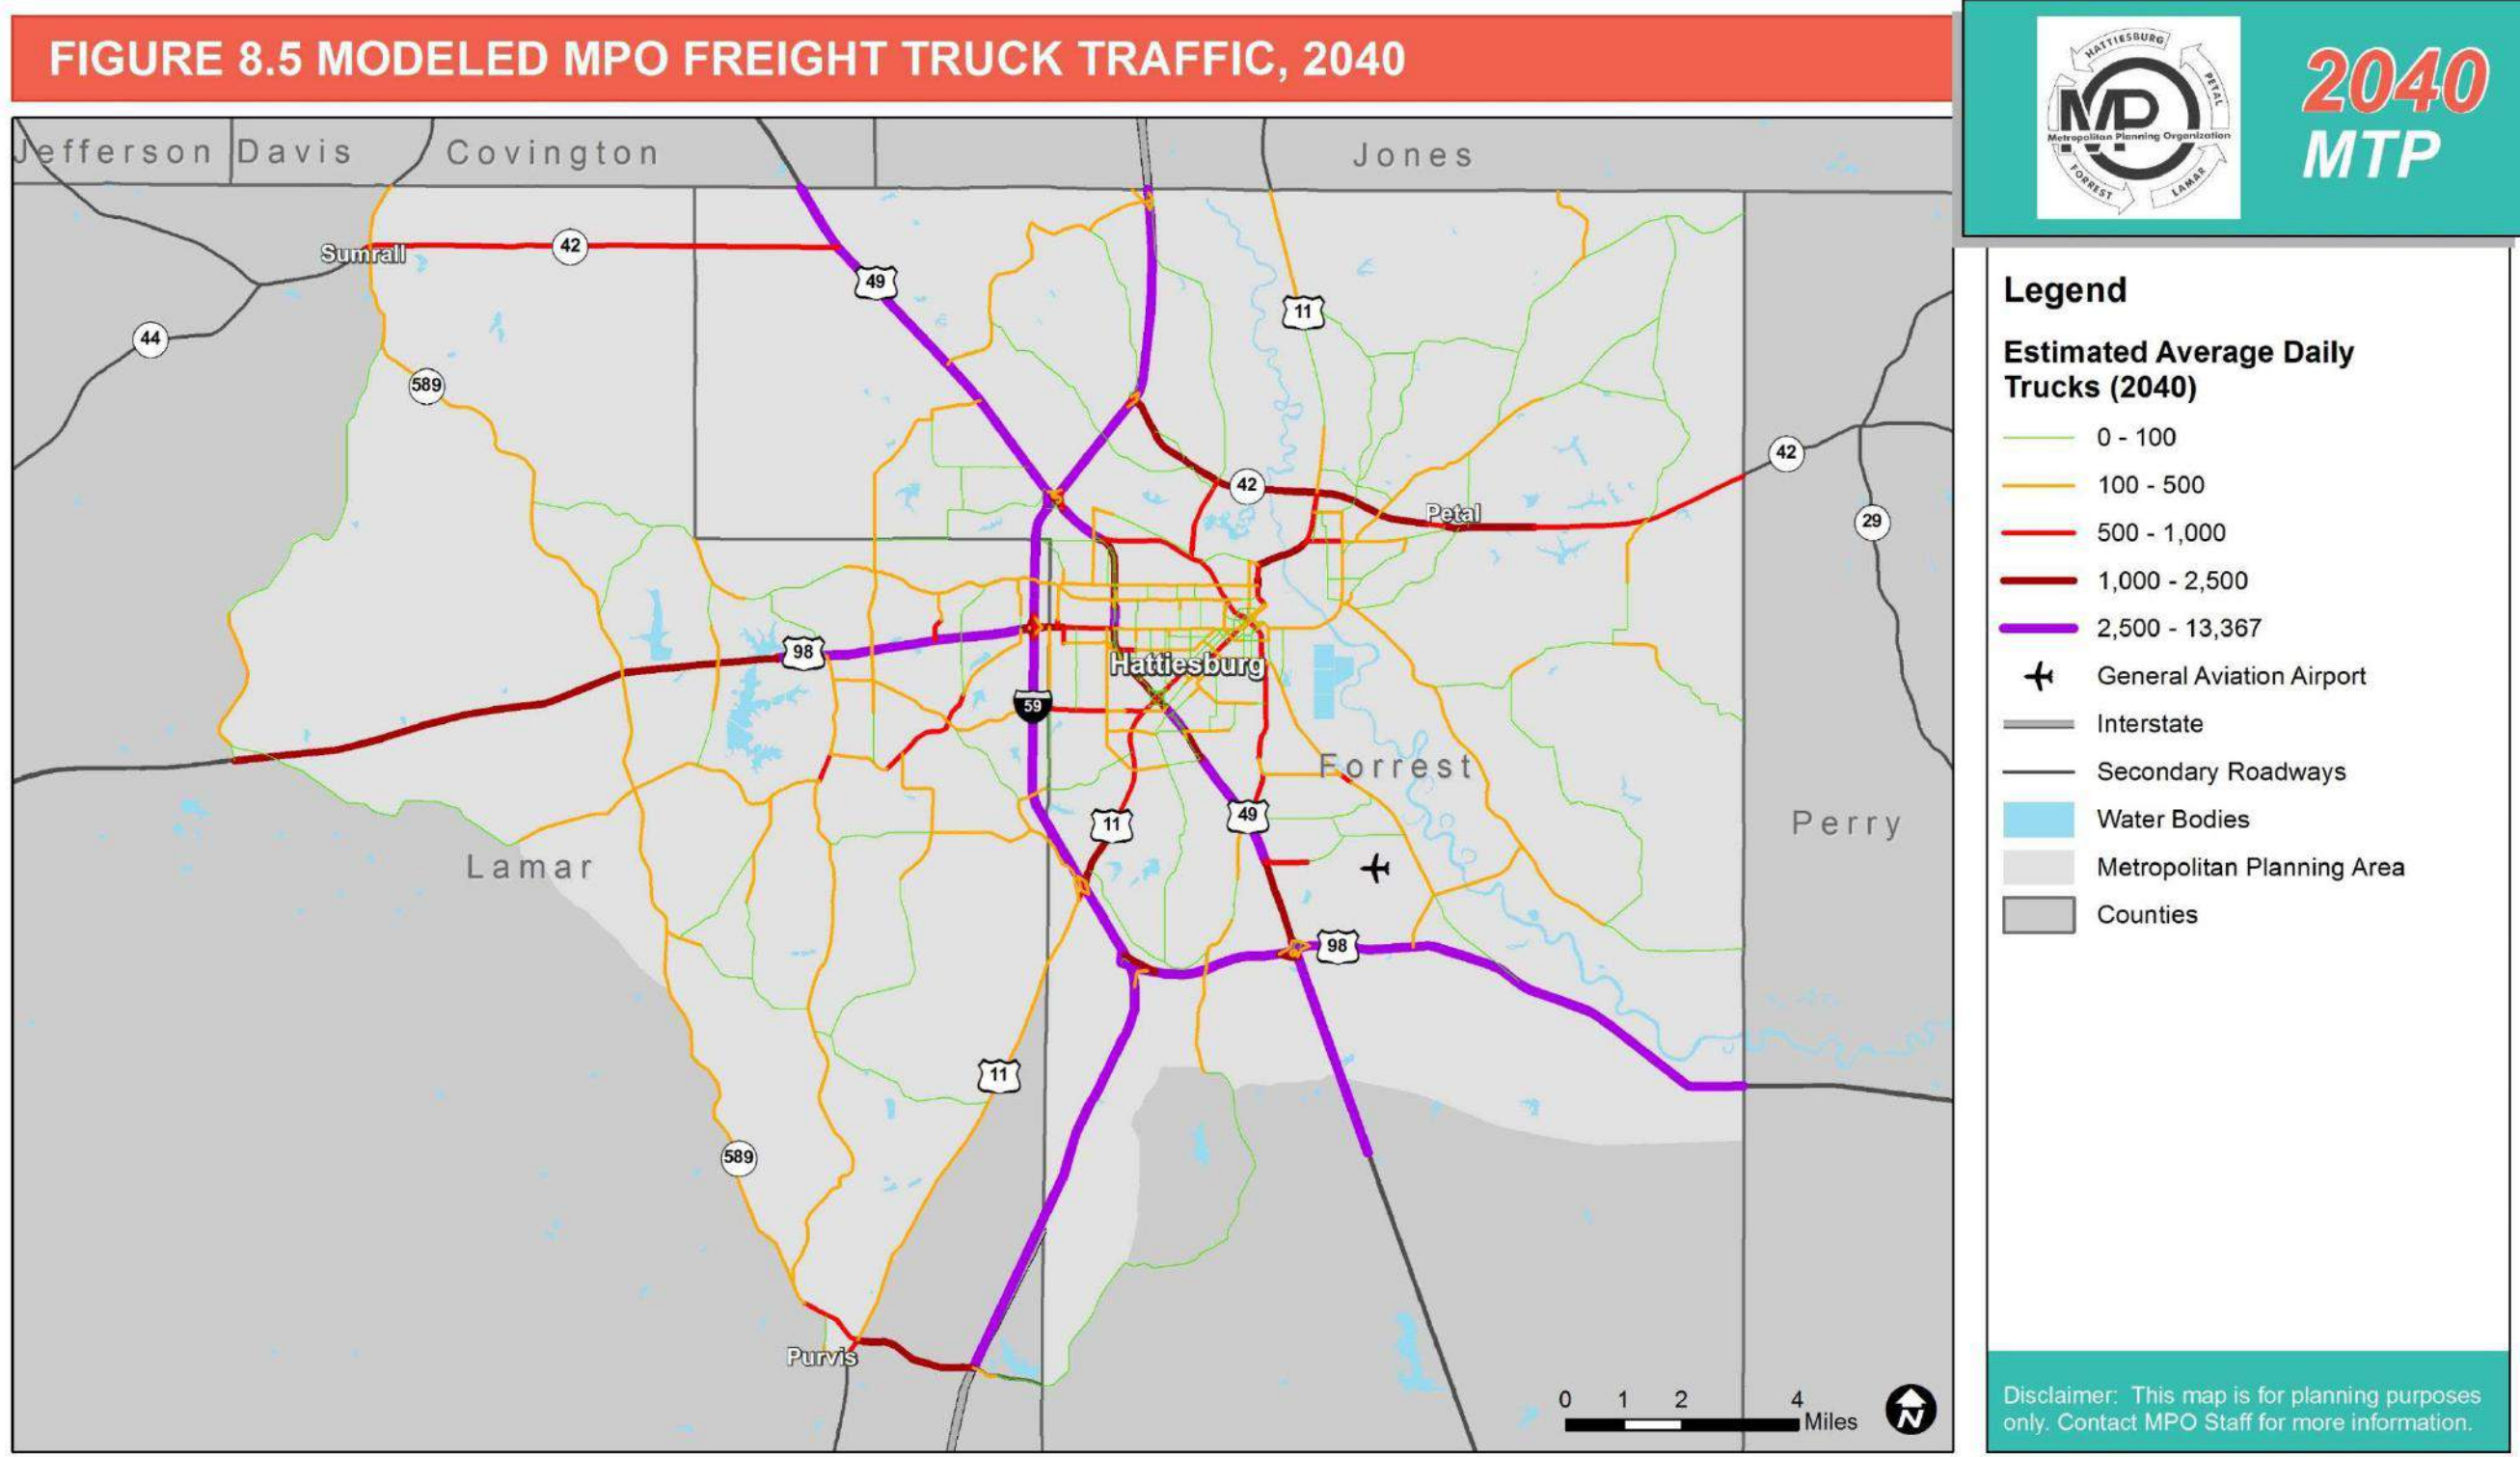 FIGURE 8.5 MODELED MPO FREIGHT TRUCK TRAFFIC, 2040
HATTIESBURG
PETAL
LAMAR
FORREST
MPO
Metropolitan Planning Organization
2040
MTP
Jefferson Davis
Covington
Jones
Sumrall
42
49
11
44
589
42
42
Petal
29
98
Hattiesburg
59
Forrest
11
49
Perry
Lamar
98
11
589
Purvis
0 1 2 4
Miles
N
Legend
Estimated Average Daily
Trucks (2040)
0 - 100
100 - 500
500 - 1,000
1,000 - 2,500
2,500 - 13,367
General Aviation Airport
Interstate
Secondary Roadways
Water Bodies
Metropolitan Planning Area
Counties
Disclaimer: This map is for planning purposes
only. Contact MPO Staff for more information.